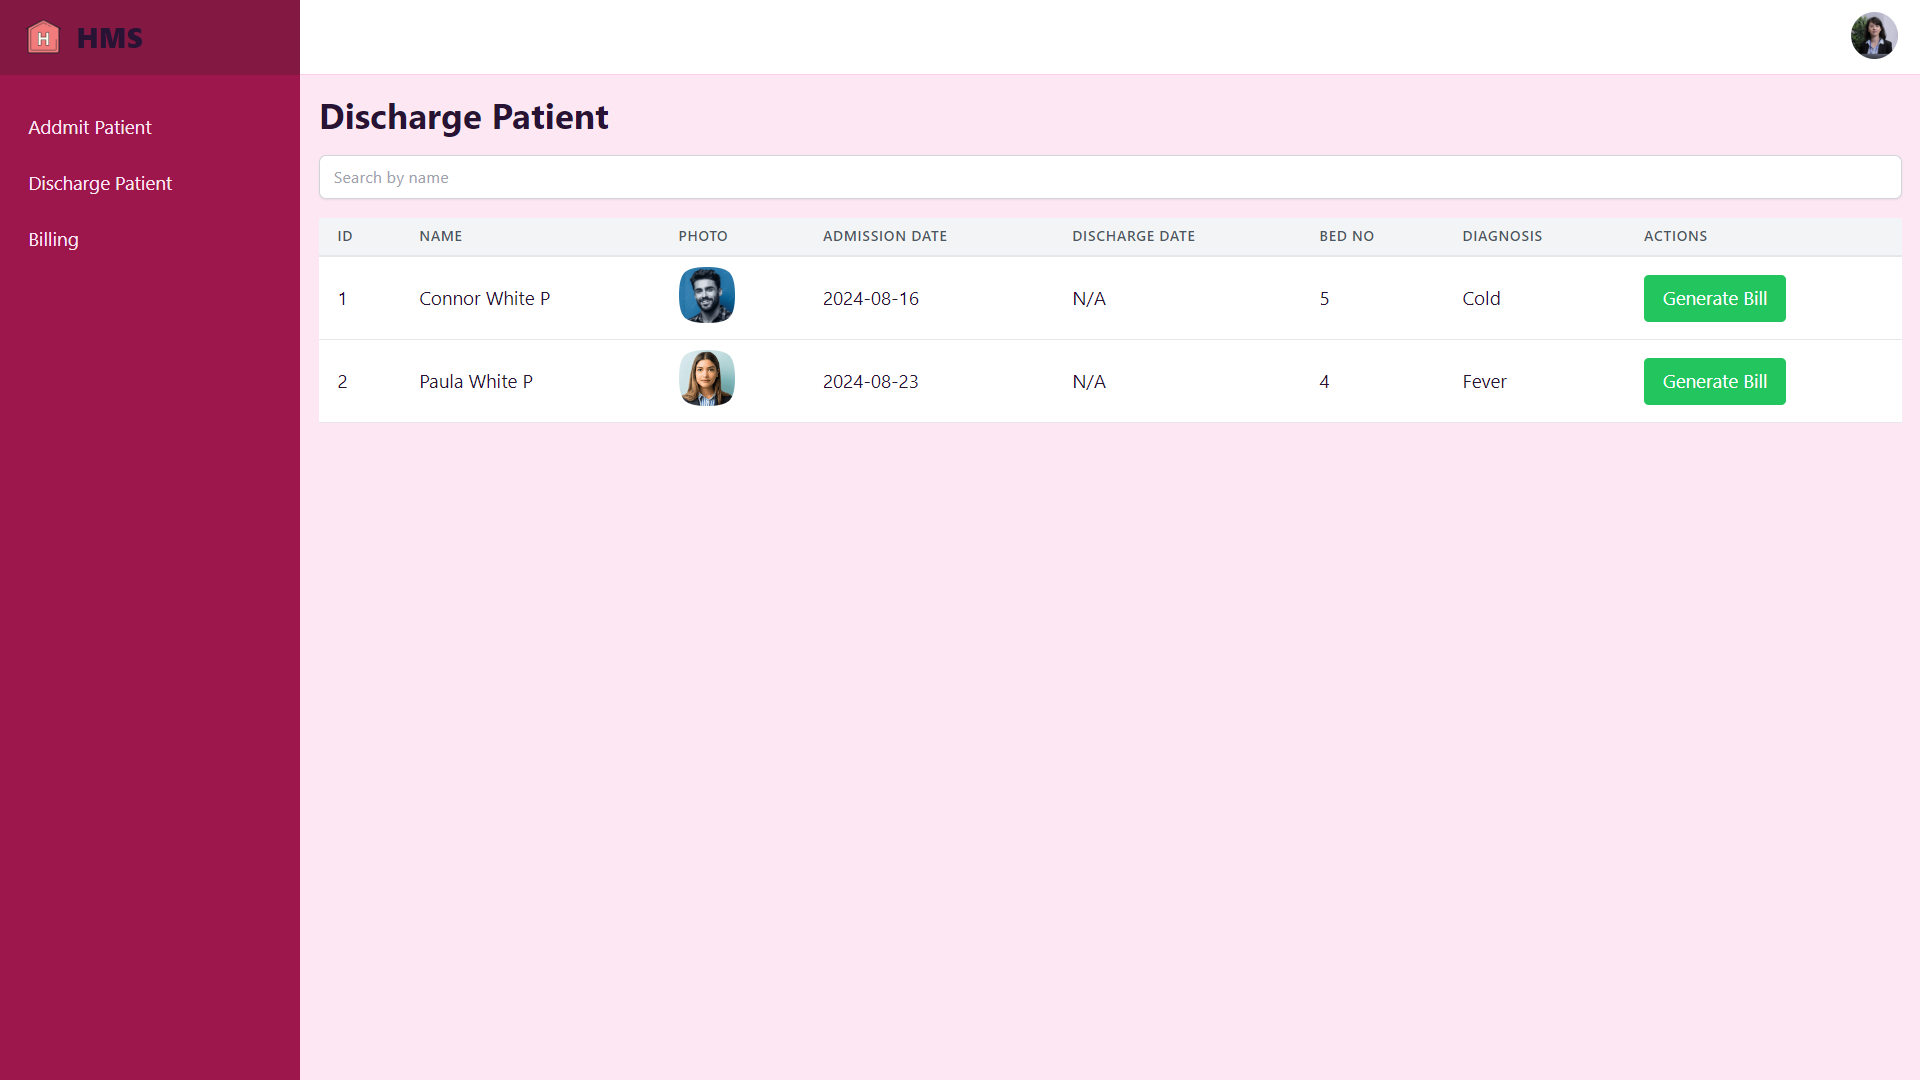 H HMS
Addmit Patient
Discharge Patient
Billing
Discharge Patient
Search by name
ID NAME PHOTO ADMISSION DATE DISCHARGE DATE BED NO DIAGNOSIS ACTIONS
1 Connor White P 2024-08-16 N/A 5 Cold Generate Bill
2 Paula White P 2024-08-23 N/A 4 Fever Generate Bill